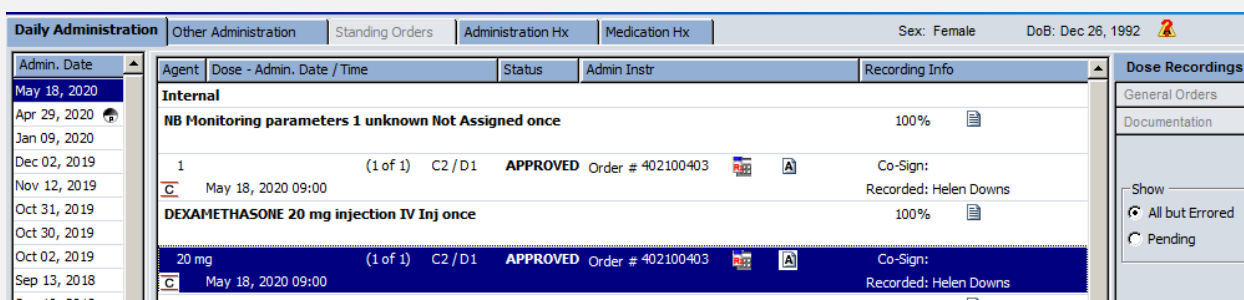 Daily Administration Other Administration Standing Orders Administration Hx Medication Hx Sex: Female DoB: Dec 26, 1992
Admin. Date
May 18, 2020
Apr 29, 2020
Jan 09, 2020
Dec 02, 2019
Nov 12, 2019
Oct 31, 2019
Oct 30, 2019
Oct 02, 2019
Sep 13, 2018
Agent Dose - Admin. Date / Time Status Admin Instr Recording Info
Internal
NB Monitoring parameters 1 unknown Not Assigned once 100%
1 (1 of 1) C2 / D1 APPROVED Order # 402100403 A Co-Sign:
C May 18, 2020 09:00 Recorded: Helen Downs
DEXAMETHASONE 20 mg injection IV Inj once 100%
20 mg (1 of 1) C2 / D1 APPROVED Order # 402100403 A Co-Sign:
C May 18, 2020 09:00 Recorded: Helen Downs
Dose Recordings
General Orders
Documentation
Show
All but Errored
Pending